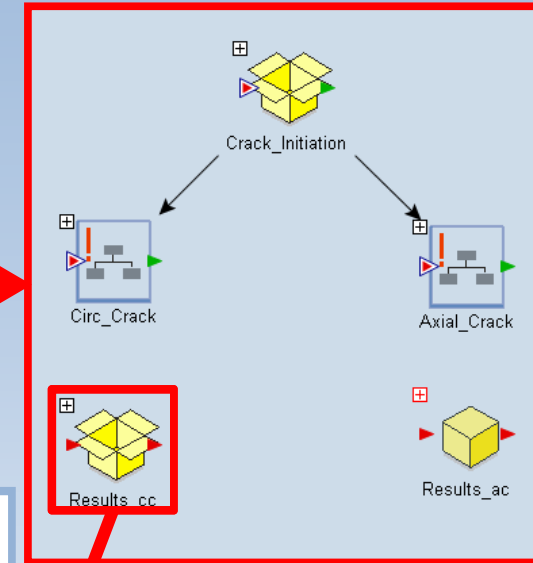 Crack_Initiation
Circ_Crack
Axial_Crack
Results_cc
Results_ac